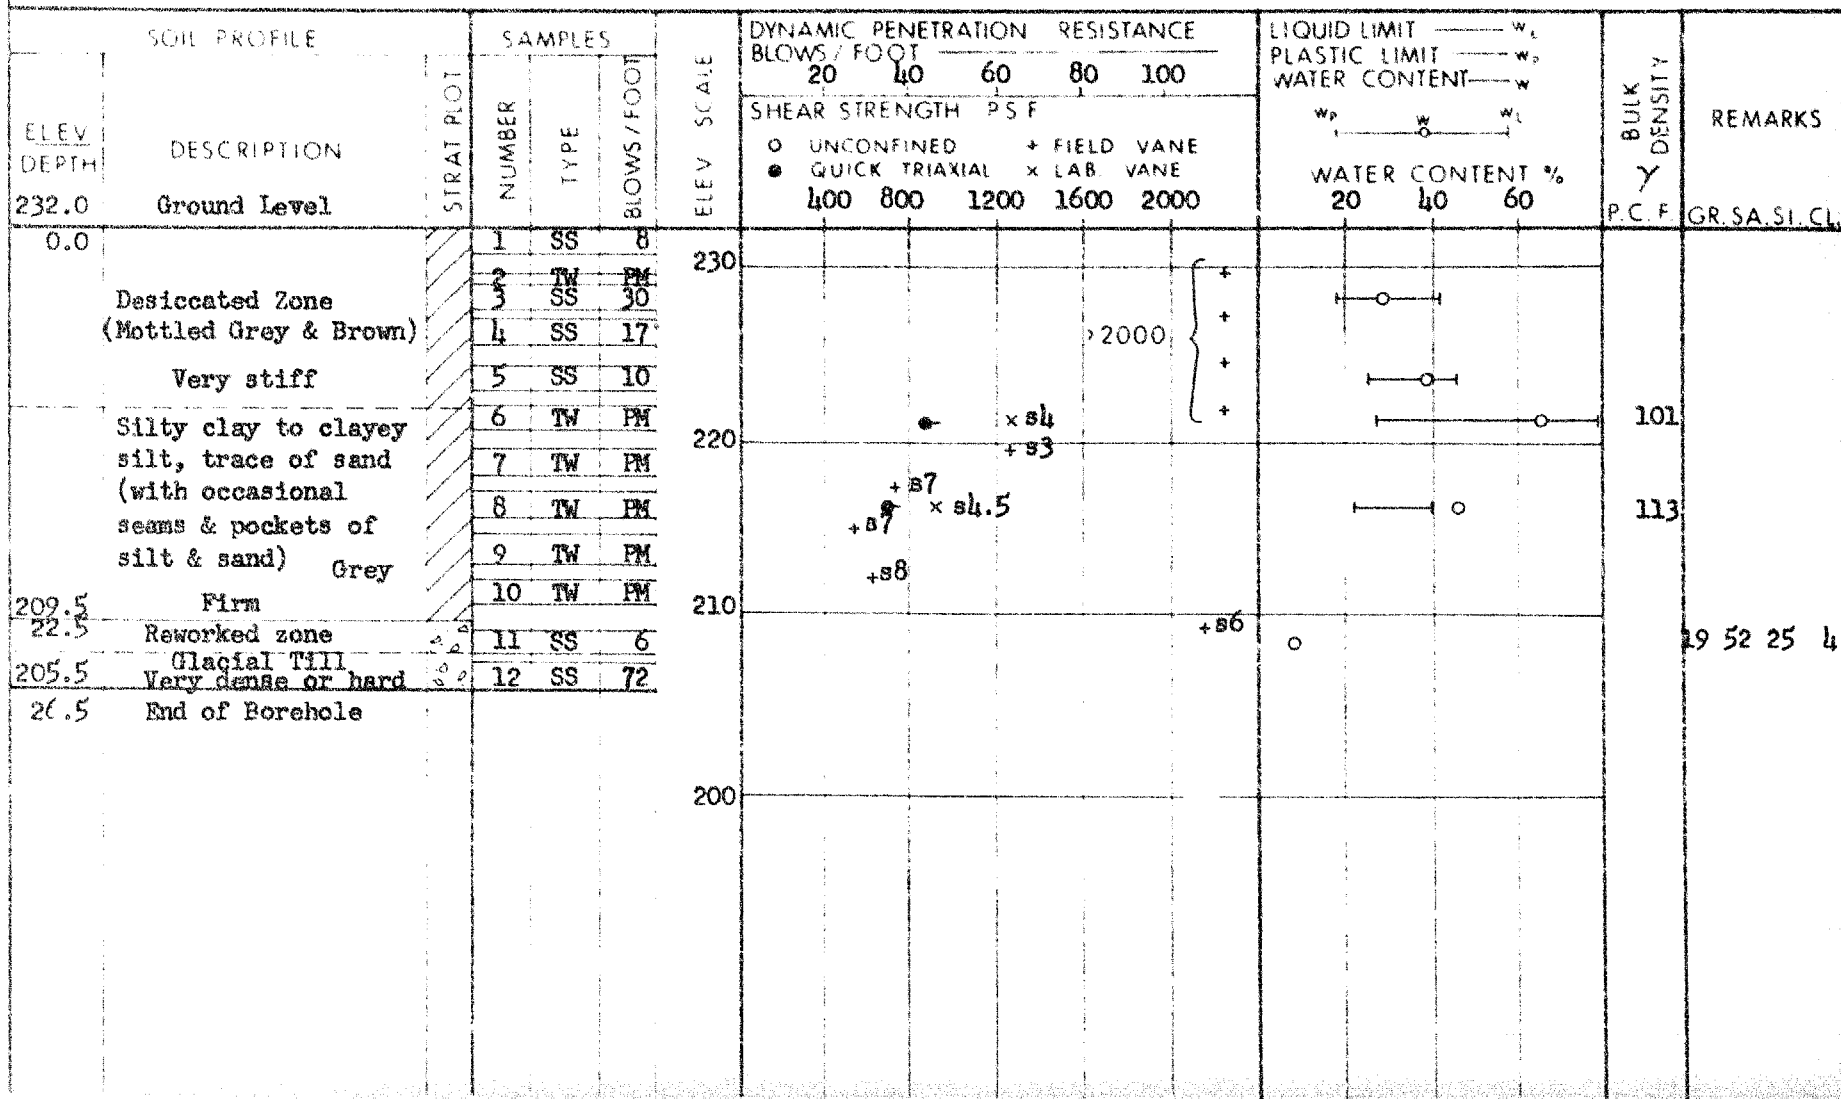 SOIL PROFILE
SAMPLES
ELEV SCALE
DYNAMIC PENETRATION RESISTANCE
BLOWS / FOOT
20 40 60 80 100
SHEAR STRENGTH P S F
o UNCONFINED + FIELD VANE
● QUICK TRIAXIAL x LAB. VANE
400 800 1200 1600 2000
LIQUID LIMIT —— wL
PLASTIC LIMIT —— wP
WATER CONTENT —— w
wP w wL
WATER CONTENT %
20 40 60
BULK DENSITY
γ
P.C.F.
REMARKS
GR.SA.SI.CL.
ELEV
DEPTH
DESCRIPTION
STRAT PLOT
NUMBER
TYPE
BLOWS / FOOT
232.0 Ground Level
0.0
1 SS 8
230
2 TW PM
Desiccated Zone 3 SS 30
(Mottled Grey & Brown) 4 SS 17
>2000
Very stiff 5 SS 10
6 TW PM
Silty clay to clayey
x s4
101
220
+ s3
silt, trace of sand 7 TW PM
(with occasional
+ s7
8 TW PM
x s4.5
113
seams & pockets of
+ s7
silt & sand) 9 TW PM
Grey
+s8
10 TW PM
209.5 Firm
210
22.5 Reworked zone 11 SS 6
+s6
19 52 25 4
Glacial Till
205.5 Very dense or hard 12 SS 72
26.5 End of Borehole
200